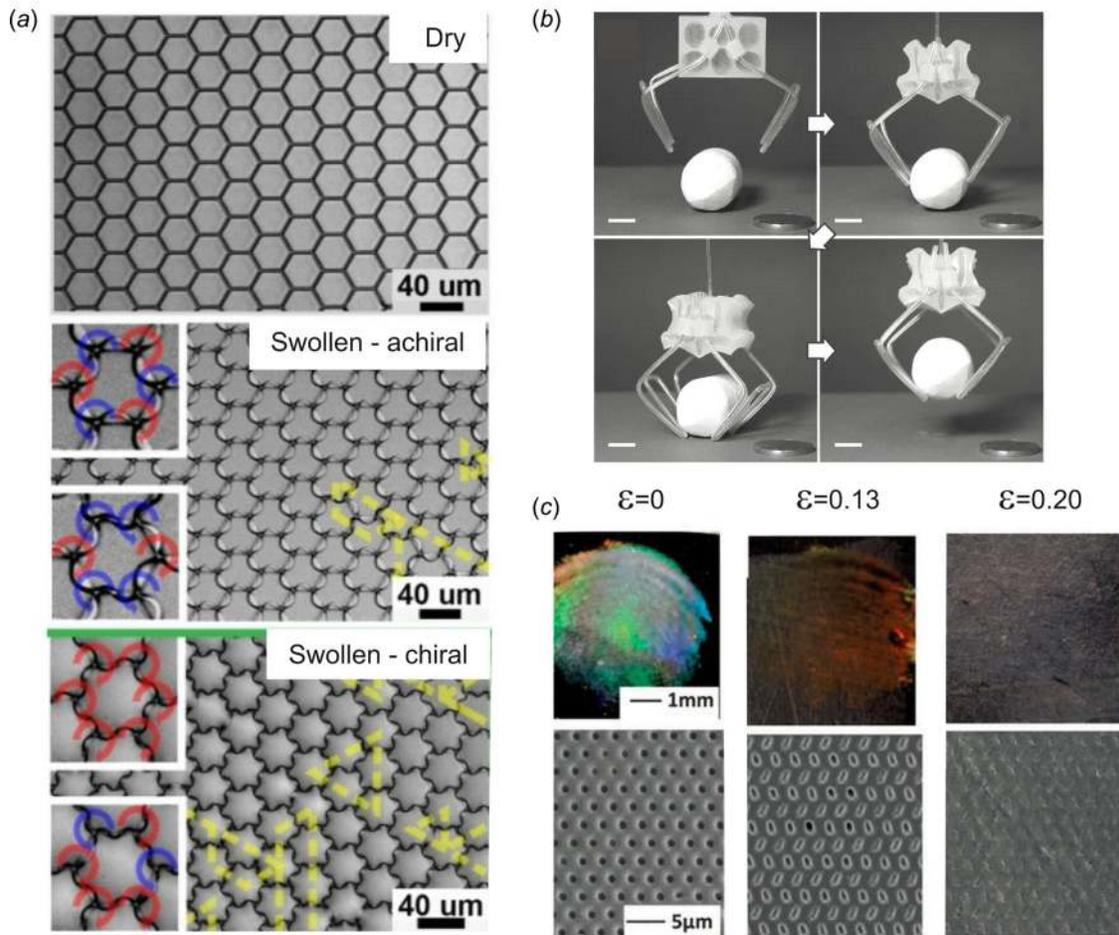 (a)
Dry
40 um
Swollen - achiral
40 um
Swollen - chiral
40 um
(b)
(c)
ε=0
ε=0.13
ε=0.20
1mm
5μm